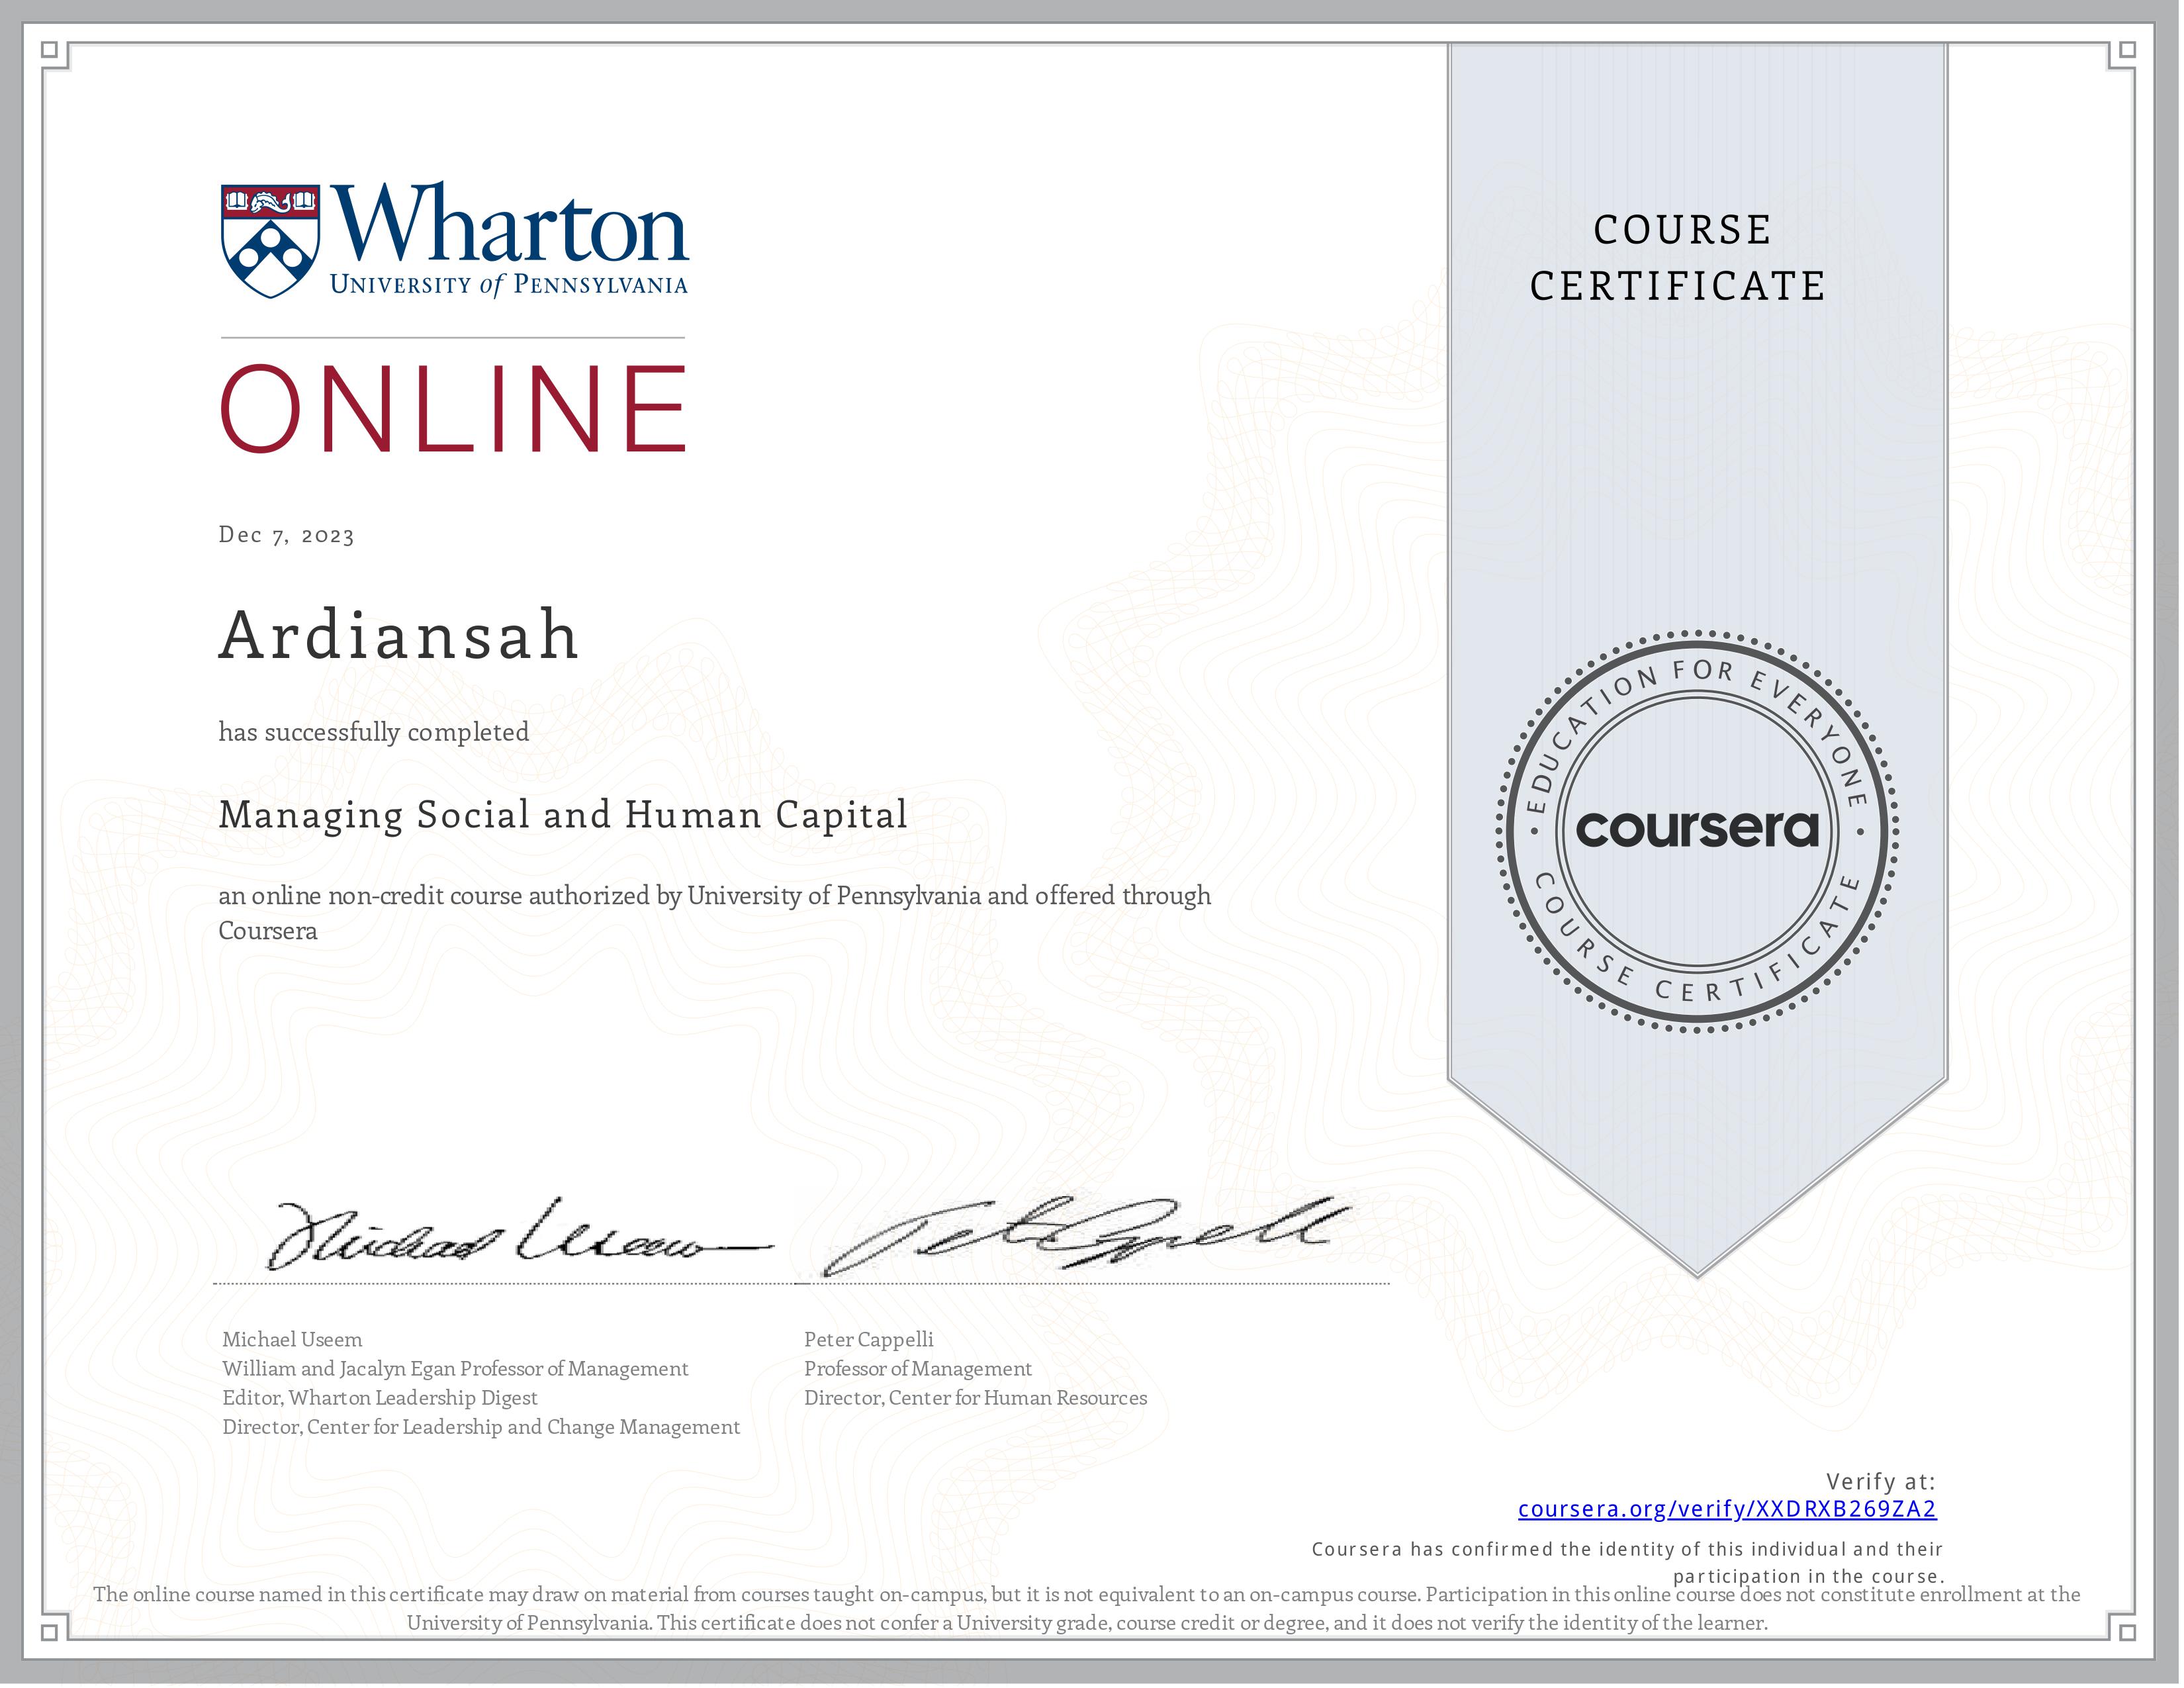 Wharton
UNIVERSITY of PENNSYLVANIA
ONLINE
Dec 7, 2023
Ardiansah
has successfully completed
Managing Social and Human Capital
an online non-credit course authorized by University of Pennsylvania and offered through
Coursera
COURSE
CERTIFICATE
EDUCATION FOR EVERYONE
coursera
COURSE CERTIFICATE
Michael Useem
William and Jacalyn Egan Professor of Management
Editor, Wharton Leadership Digest
Director, Center for Leadership and Change Management
Peter Cappelli
Professor of Management
Director, Center for Human Resources
Verify at:
coursera.org/verify/XXDRXB269ZA2
Coursera has confirmed the identity of this individual and their
participation in the course.
The online course named in this certificate may draw on material from courses taught on-campus, but it is not equivalent to an on-campus course. Participation in this online course does not constitute enrollment at the
University of Pennsylvania. This certificate does not confer a University grade, course credit or degree, and it does not verify the identity of the learner.